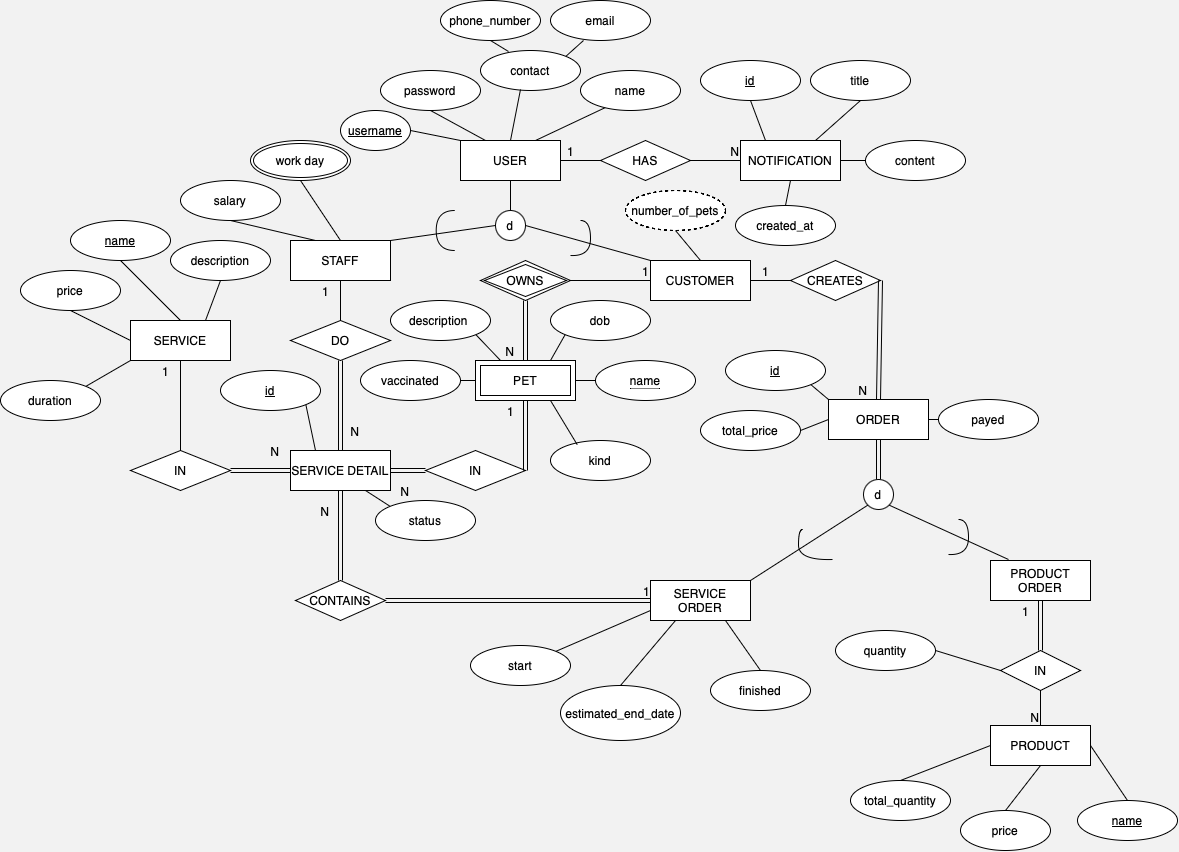 phone_number
email
contact
password
name
id
title
username
USER
1
HAS
N
NOTIFICATION
content
work day
salary
number_of_pets
created_at
d
name
description
STAFF
OWNS
1
CUSTOMER
1
CREATES
price
1
description
dob
SERVICE
DO
N
1
vaccinated
PET
name
id
N
duration
id
1
total_price
ORDER
payed
N
kind
N
IN
SERVICE DETAIL
IN
N
d
N
status
CONTAINS
1
SERVICE
ORDER
PRODUCT
ORDER
1
start
quantity
IN
estimated_end_date
finished
N
PRODUCT
total_quantity
price
name